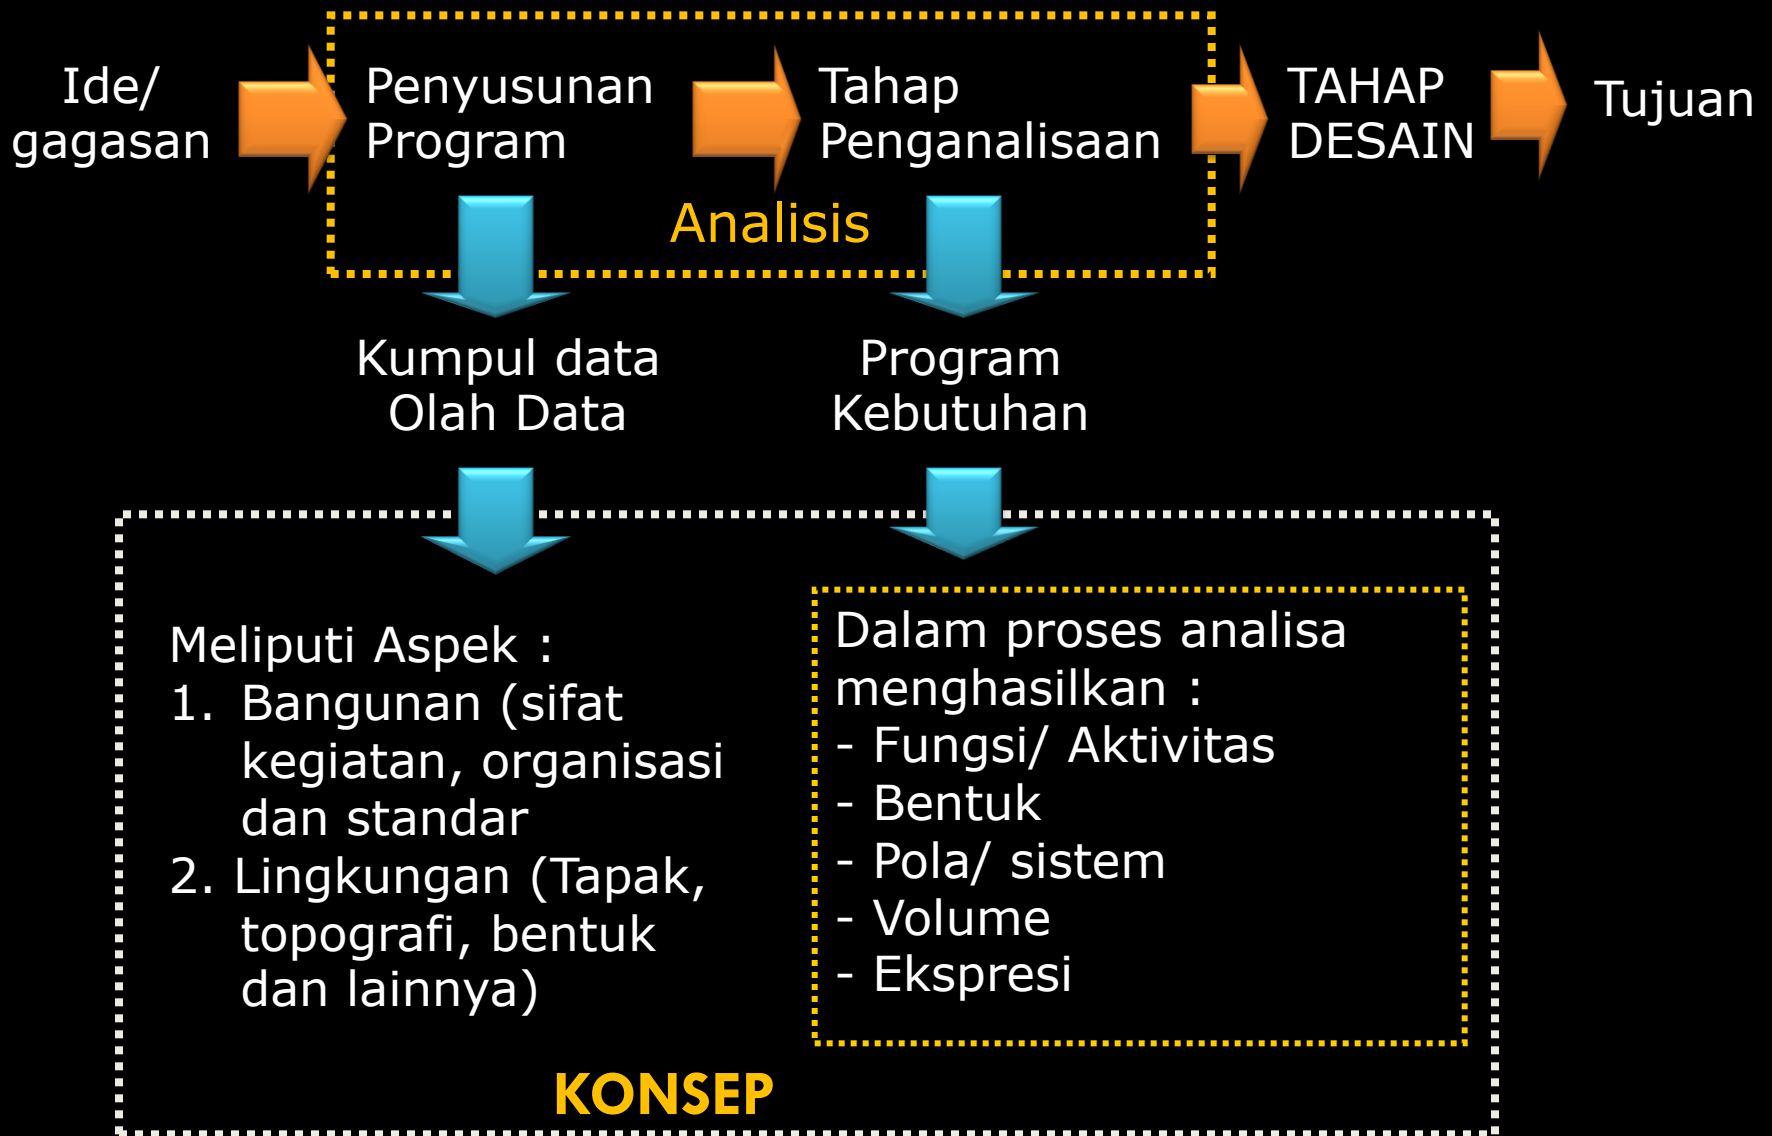 Ide/
gagasan
Penyusunan
Program
Tahap
Penganalisaan
TAHAP
DESAIN
Tujuan
Analisis
Kumpul data
Olah Data
Program
Kebutuhan
Meliputi Aspek :
1. Bangunan (sifat
kegiatan, organisasi
dan standar
2. Lingkungan (Tapak,
topografi, bentuk
dan lainnya)
Dalam proses analisa
menghasilkan :
- Fungsi/ Aktivitas
- Bentuk
- Pola/ sistem
- Volume
- Ekspresi
KONSEP